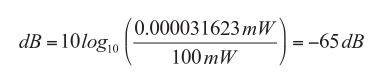 dB = 10log₁₀ (0.000031623 mW / 100 mW) = −65 dB